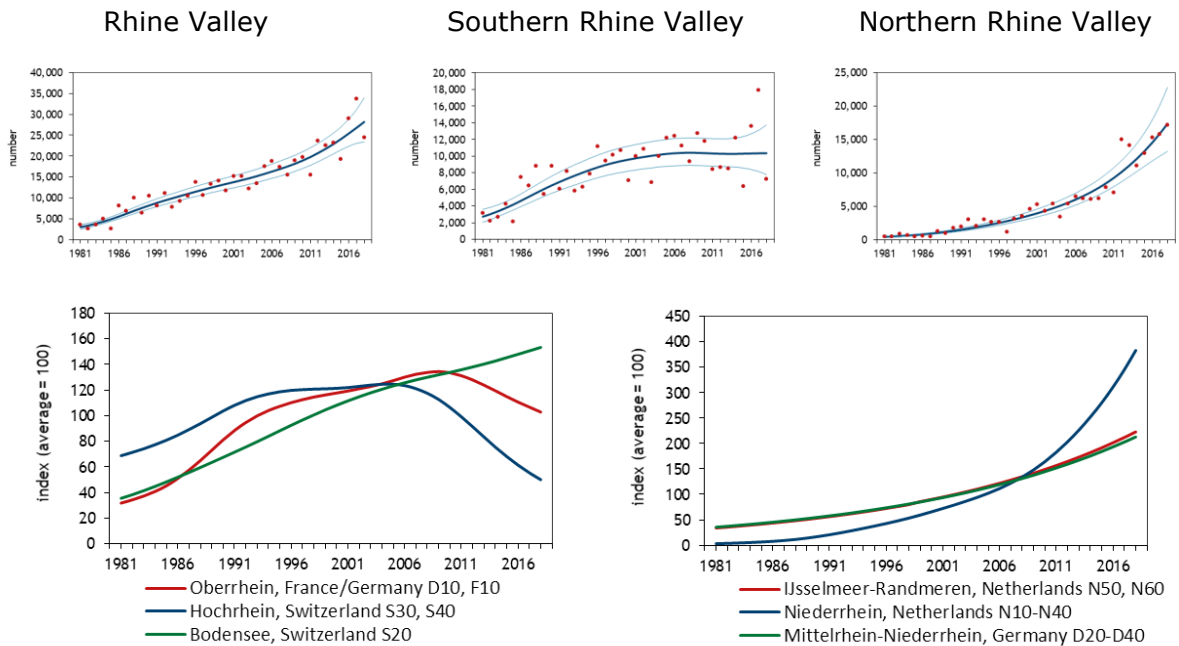 Rhine Valley
Southern Rhine Valley
Northern Rhine Valley
number
40,000
35,000
30,000
25,000
20,000
15,000
10,000
5,000
0
1981 1986 1991 1996 2001 2006 2011 2016
number
20,000
18,000
16,000
14,000
12,000
10,000
8,000
6,000
4,000
2,000
0
1981 1986 1991 1996 2001 2006 2011 2016
number
25,000
20,000
15,000
10,000
5,000
0
1981 1986 1991 1996 2001 2006 2011 2016
index (average = 100)
180
160
140
120
100
80
60
40
20
0
1981 1986 1991 1996 2001 2006 2011 2016
Oberrhein, France/Germany D10, F10
Hochrhein, Switzerland S30, S40
Bodensee, Switzerland S20
index (average = 100)
450
400
350
300
250
200
150
100
50
0
1981 1986 1991 1996 2001 2006 2011 2016
IJsselmeer-Randmeren, Netherlands N50, N60
Niederrhein, Netherlands N10-N40
Mittelrhein-Niederrhein, Germany D20-D40